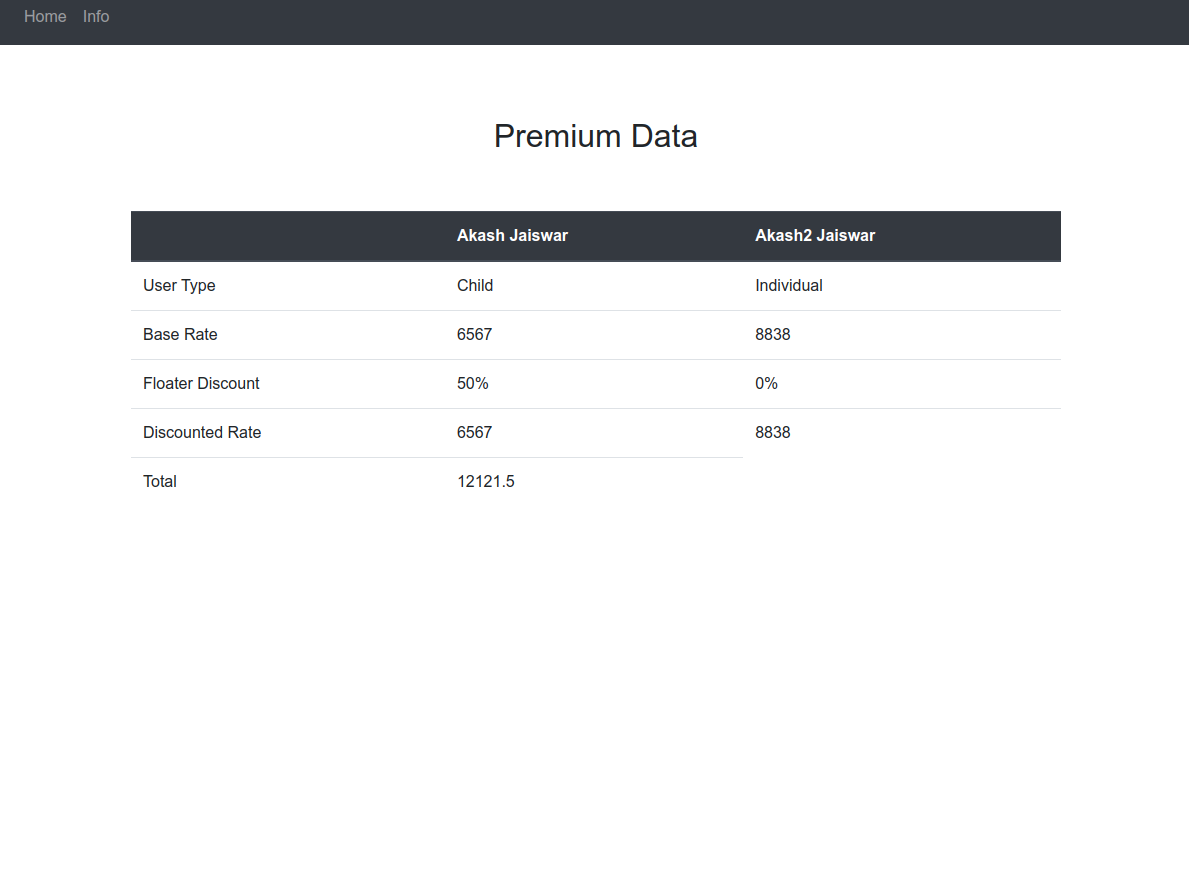 Home Info
Premium Data
Akash Jaiswar Akash2 Jaiswar
User Type Child Individual
Base Rate 6567 8838
Floater Discount 50% 0%
Discounted Rate 6567 8838
Total 12121.5